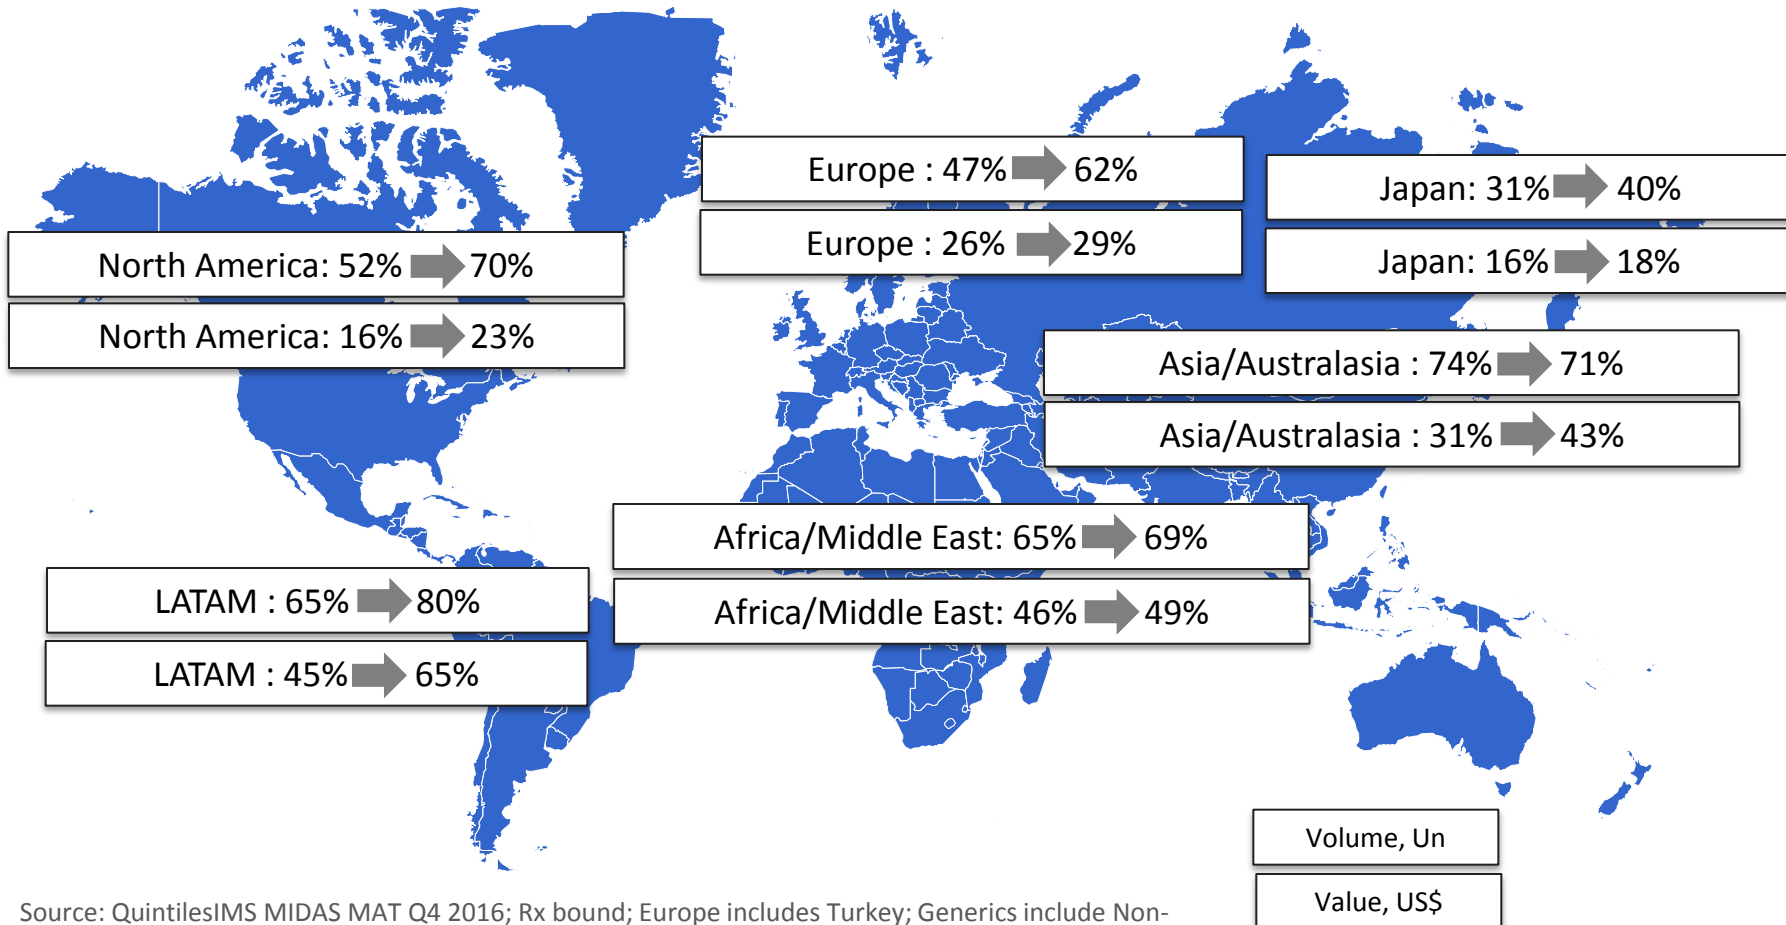 Europe : 47% 62%
Japan: 31% 40%
Europe : 26% 29%
Japan: 16% 18%
North America: 52% 70%
North America: 16% 23%
Asia/Australasia : 74% 71%
Asia/Australasia : 31% 43%
Africa/Middle East: 65% 69%
Africa/Middle East: 46% 49%
LATAM : 65% 80%
LATAM : 45% 65%
Volume, Un
Value, US$
Source: QuintilesIMS MIDAS MAT Q4 2016; Rx bound; Europe includes Turkey; Generics include Non-